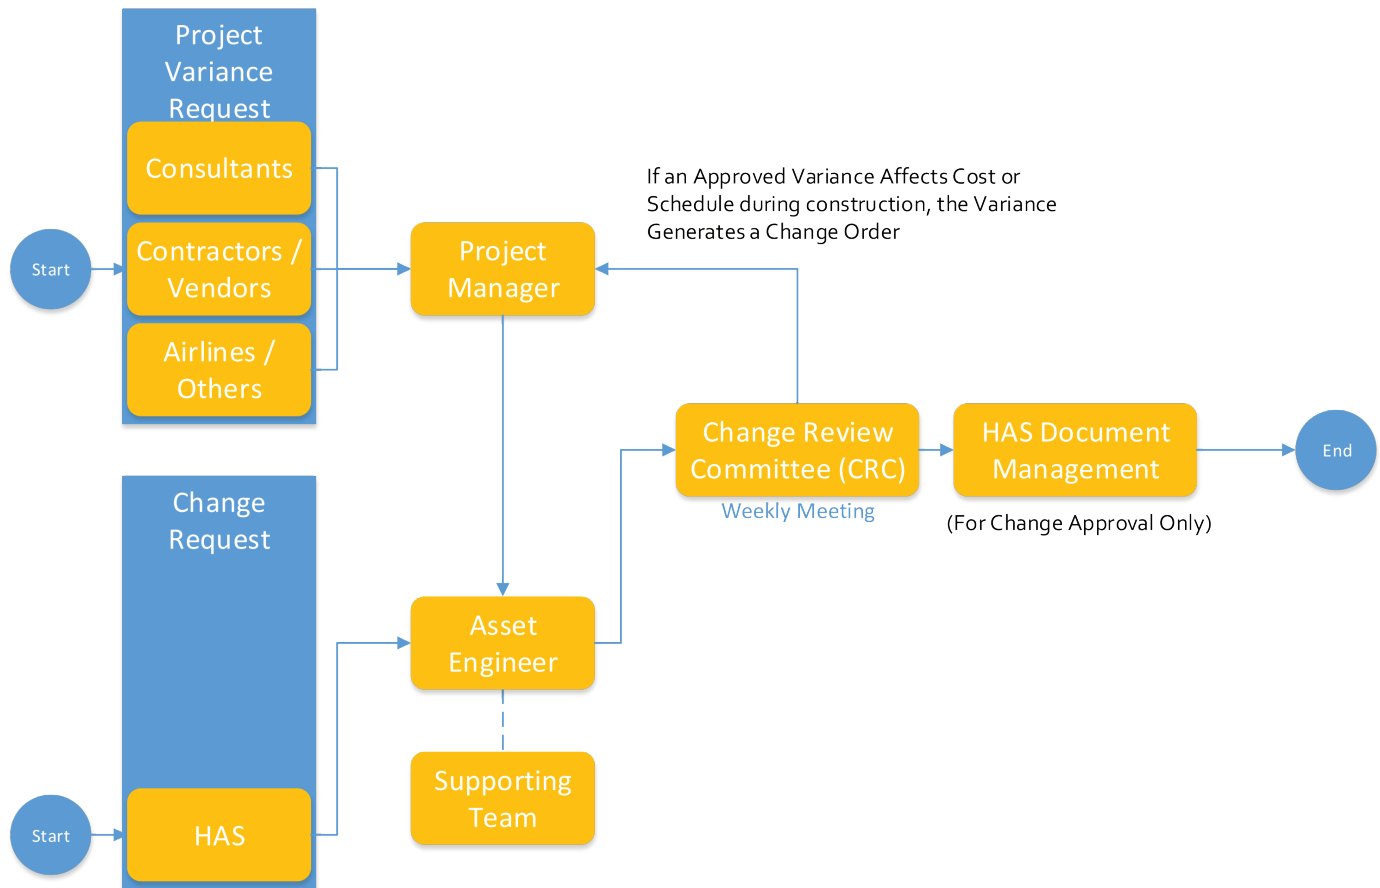 Project
Variance
Request
Consultants
Contractors /
Vendors
Airlines /
Others
Start
Project
Manager
If an Approved Variance Affects Cost or
Schedule during construction, the Variance
Generates a Change Order
Change Review
Committee (CRC)
Weekly Meeting
HAS Document
Management
(For Change Approval Only)
End
Change
Request
HAS
Start
Asset
Engineer
Supporting
Team